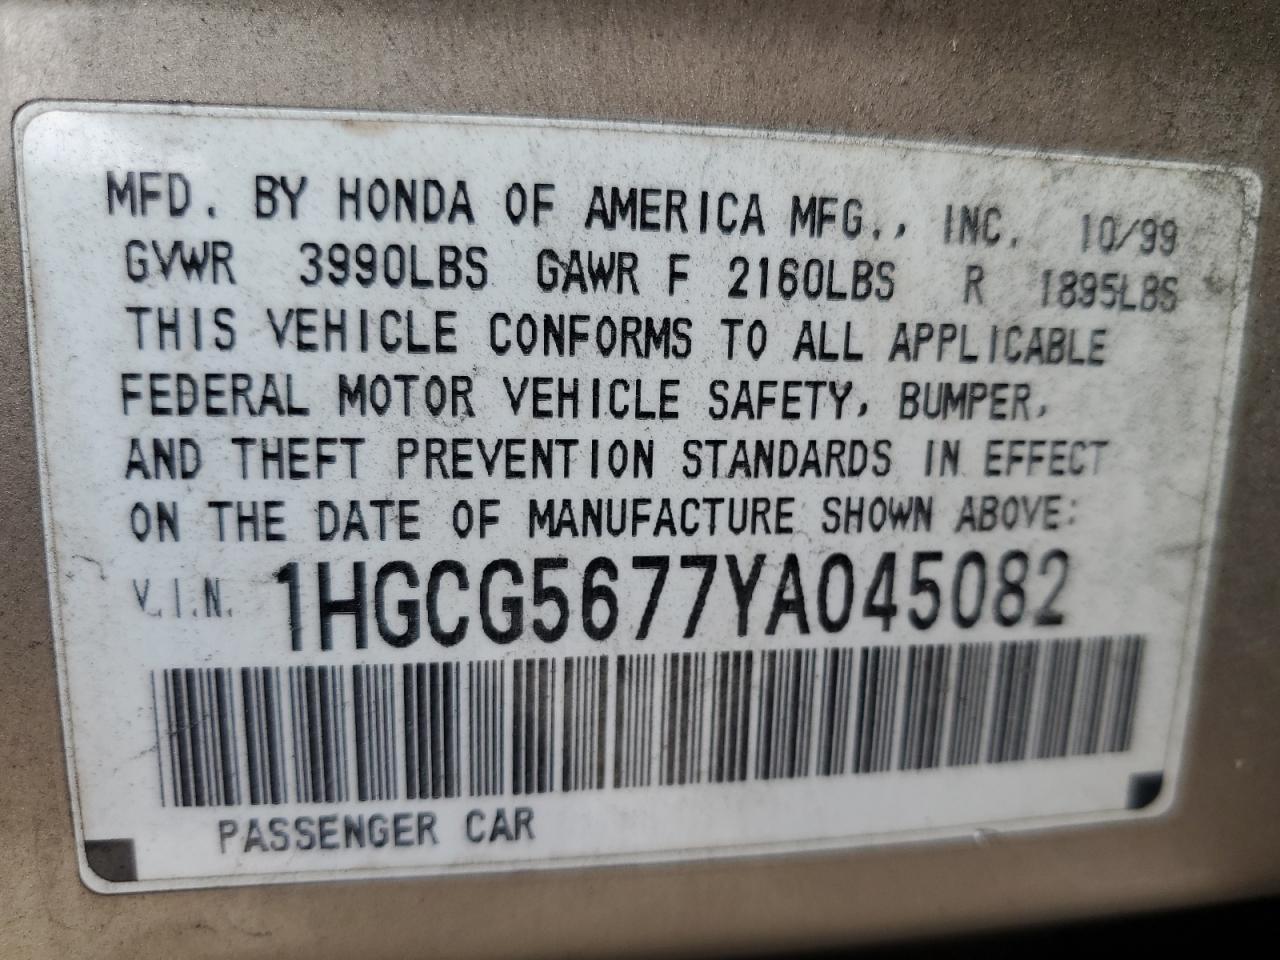 MFD. BY HONDA OF AMERICA MFG., INC. 10/99
GVWR 3990LBS GAWR F 2160LBS R 1895LBS
THIS VEHICLE CONFORMS TO ALL APPLICABLE
FEDERAL MOTOR VEHICLE SAFETY, BUMPER,
AND THEFT PREVENTION STANDARDS IN EFFECT
ON THE DATE OF MANUFACTURE SHOWN ABOVE:
V.I.N. 1HGCG5677YA045082
PASSENGER CAR